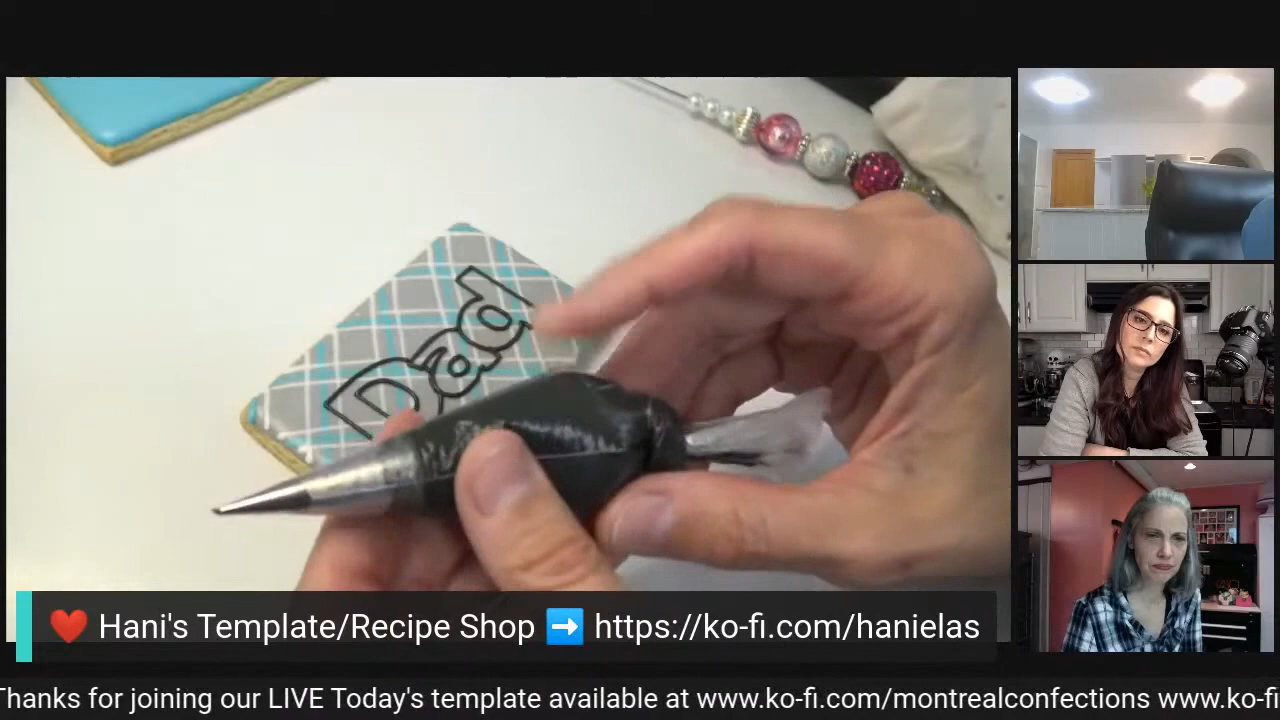 Dad
❤️ Hani's Template/Recipe Shop ➡️ https://ko-fi.com/hanielas
Thanks for joining our LIVE Today's template available at www.ko-fi.com/montrealconfections www.ko-fi